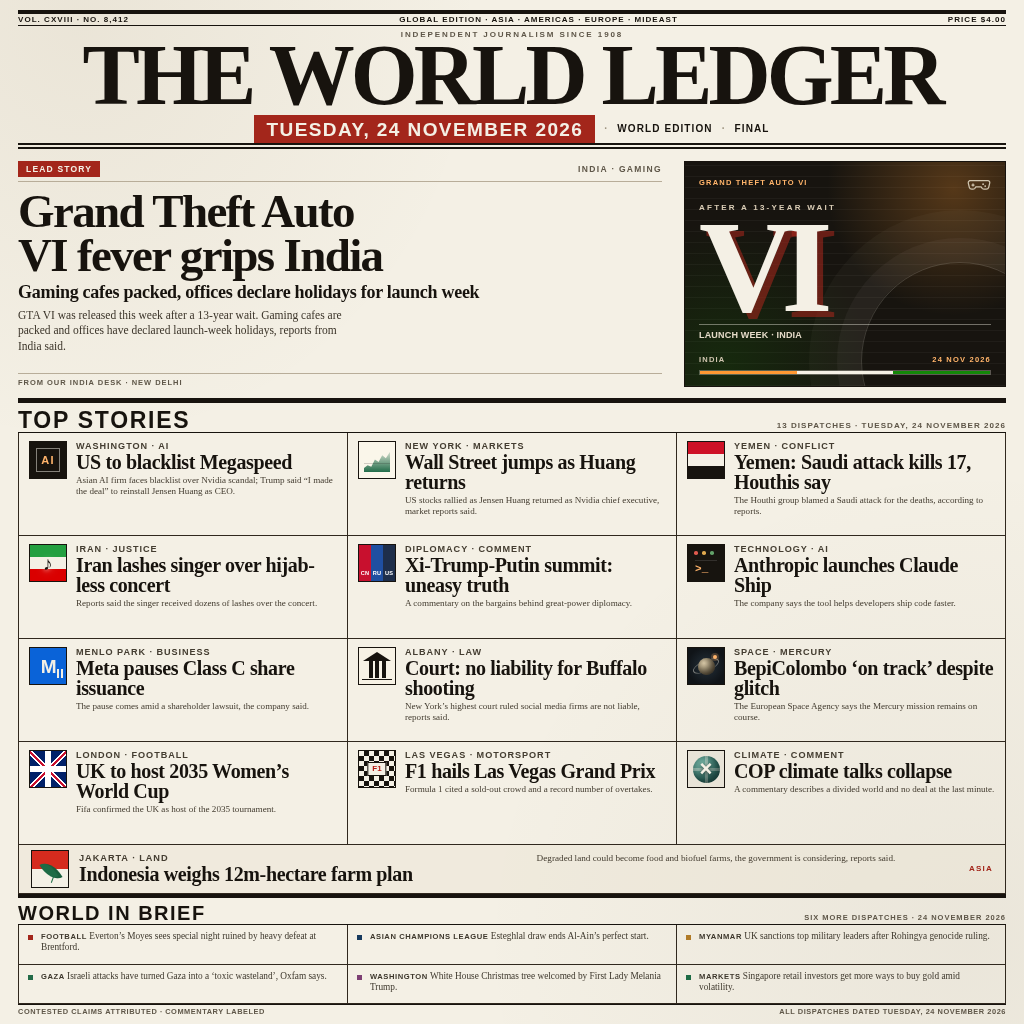 VOL. CXVIII · NO. 8,412
GLOBAL EDITION · ASIA · AMERICAS · EUROPE · MIDEAST
PRICE $4.00
INDEPENDENT JOURNALISM SINCE 1908
THE WORLD LEDGER
TUESDAY, 24 NOVEMBER 2026 · WORLD EDITION · FINAL
LEAD STORY
INDIA · GAMING
Grand Theft Auto
VI fever grips India
Gaming cafes packed, offices declare holidays for launch week
GTA VI was released this week after a 13-year wait. Gaming cafes are
packed and offices have declared launch-week holidays, reports from
India said.
FROM OUR INDIA DESK · NEW DELHI
GRAND THEFT AUTO VI
AFTER A 13-YEAR WAIT
VI
LAUNCH WEEK · INDIA
INDIA
24 NOV 2026
TOP STORIES
13 DISPATCHES · TUESDAY, 24 NOVEMBER 2026
AI
WASHINGTON · AI
US to blacklist Megaspeed
Asian AI firm faces blacklist over Nvidia scandal; Trump said “I made
the deal” to reinstall Jensen Huang as CEO.
NEW YORK · MARKETS
Wall Street jumps as Huang
returns
US stocks rallied as Jensen Huang returned as Nvidia chief executive,
market reports said.
YEMEN · CONFLICT
Yemen: Saudi attack kills 17,
Houthis say
The Houthi group blamed a Saudi attack for the deaths, according to
reports.
♪
IRAN · JUSTICE
Iran lashes singer over hijab-
less concert
Reports said the singer received dozens of lashes over the concert.
CN RU US
DIPLOMACY · COMMENT
Xi-Trump-Putin summit:
uneasy truth
A commentary on the bargains behind great-power diplomacy.
>_
TECHNOLOGY · AI
Anthropic launches Claude
Ship
The company says the tool helps developers ship code faster.
M
MENLO PARK · BUSINESS
Meta pauses Class C share
issuance
The pause comes amid a shareholder lawsuit, the company said.
ALBANY · LAW
Court: no liability for Buffalo
shooting
New York’s highest court ruled social media firms are not liable,
reports said.
SPACE · MERCURY
BepiColombo ‘on track’ despite
glitch
The European Space Agency says the Mercury mission remains on
course.
LONDON · FOOTBALL
UK to host 2035 Women’s
World Cup
Fifa confirmed the UK as host of the 2035 tournament.
F1
LAS VEGAS · MOTORSPORT
F1 hails Las Vegas Grand Prix
Formula 1 cited a sold-out crowd and a record number of overtakes.
CLIMATE · COMMENT
COP climate talks collapse
A commentary describes a divided world and no deal at the last minute.
JAKARTA · LAND
Indonesia weighs 12m-hectare farm plan
Degraded land could become food and biofuel farms, the government is considering, reports said.
ASIA
WORLD IN BRIEF
SIX MORE DISPATCHES · 24 NOVEMBER 2026
FOOTBALL Everton’s Moyes sees special night ruined by heavy defeat at
Brentford.
ASIAN CHAMPIONS LEAGUE Esteghlal draw ends Al-Ain’s perfect start.
MYANMAR UK sanctions top military leaders after Rohingya genocide ruling.
GAZA Israeli attacks have turned Gaza into a ‘toxic wasteland’, Oxfam says.
WASHINGTON White House Christmas tree welcomed by First Lady Melania
Trump.
MARKETS Singapore retail investors get more ways to buy gold amid
volatility.
CONTESTED CLAIMS ATTRIBUTED · COMMENTARY LABELED
ALL DISPATCHES DATED TUESDAY, 24 NOVEMBER 2026